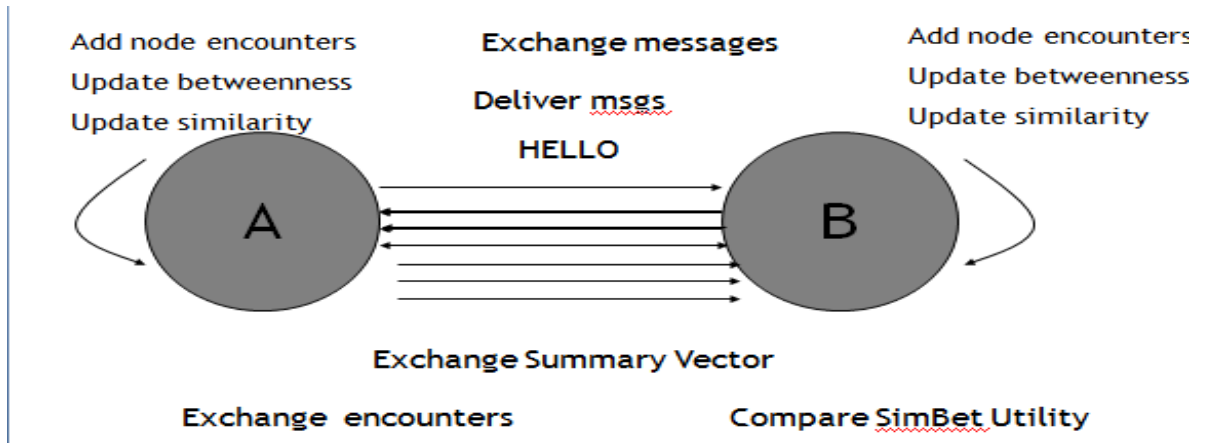 Add node encounters
Update betweenness
Update similarity
Exchange messages
Deliver msgs
HELLO
Add node encounters
Update betweenness
Update similarity
A
B
Exchange Summary Vector
Exchange encounters
Compare SimBet Utility